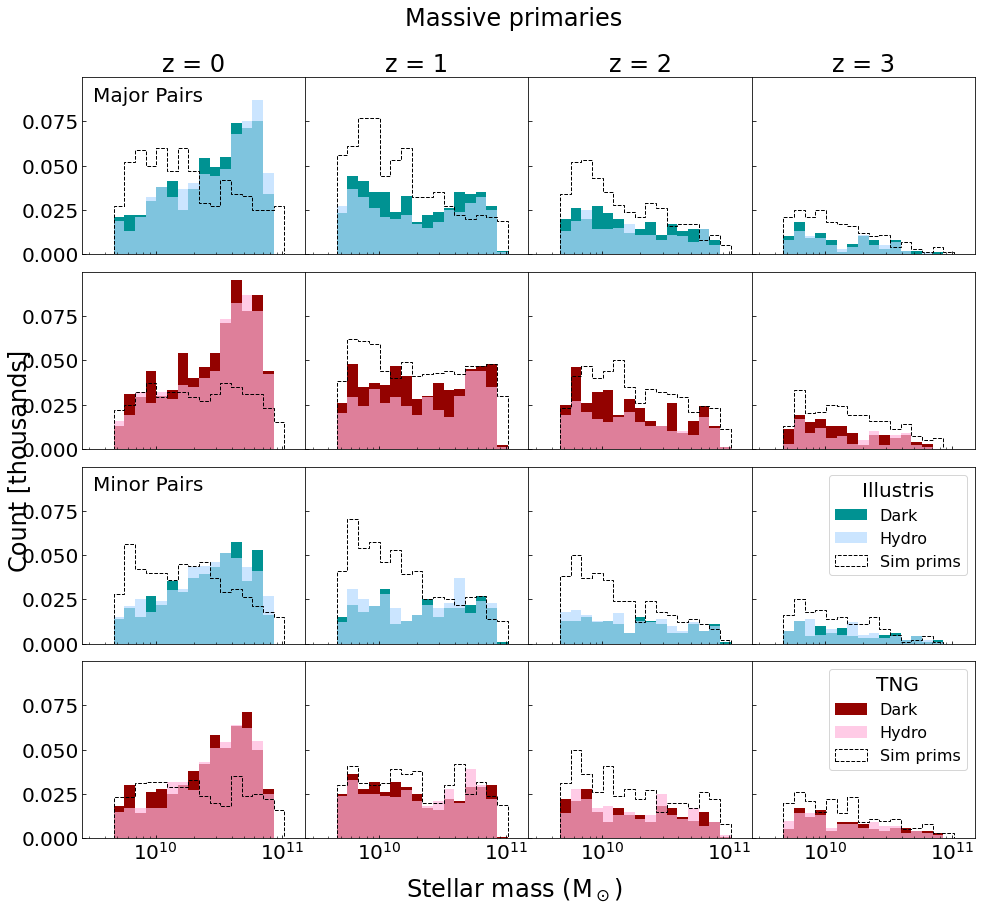 Massive primaries
z = 0 z = 1 z = 2 z = 3
Major Pairs
0.075
0.050
0.025
0.000
0.075
0.050
0.025
0.000
Count [thousands]
Minor Pairs
Illustris
Dark
Hydro
Sim prims
0.075
0.050
0.025
0.000
TNG
Dark
Hydro
Sim prims
0.075
0.050
0.025
0.000
10^10 10^11 10^10 10^11 10^10 10^11 10^10 10^11
Stellar mass (M_⊙)